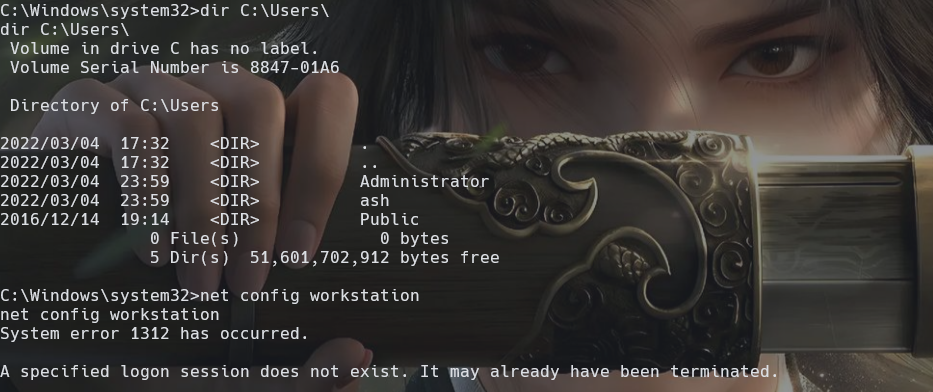 C:\Windows\system32>dir C:\Users\
dir C:\Users\
 Volume in drive C has no label.
 Volume Serial Number is 8847-01A6

 Directory of C:\Users

2022/03/04  17:32    <DIR>          .
2022/03/04  17:32    <DIR>          ..
2022/03/04  23:59    <DIR>          Administrator
2022/03/04  23:59    <DIR>          ash
2016/12/14  19:14    <DIR>          Public
               0 File(s)              0 bytes
               5 Dir(s)  51,601,702,912 bytes free

C:\Windows\system32>net config workstation
net config workstation
System error 1312 has occurred.

A specified logon session does not exist. It may already have been terminated.